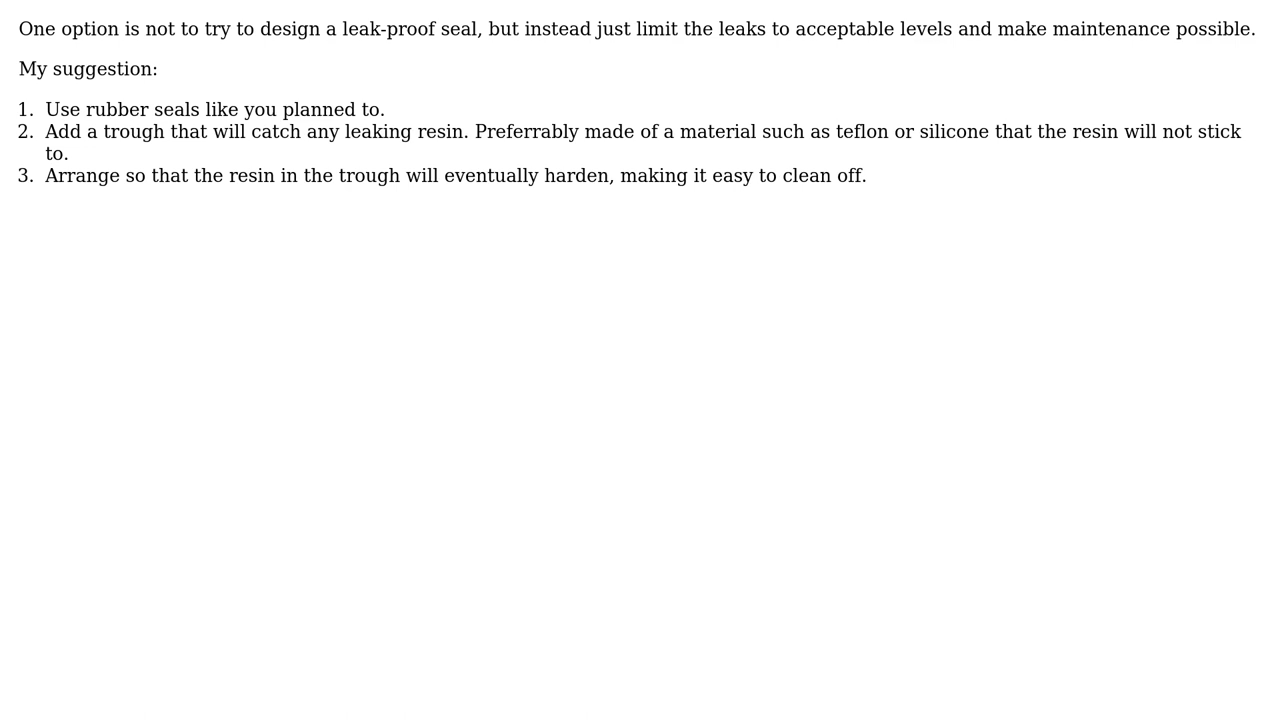 One option is not to try to design a leak-proof seal, but instead just limit the leaks to acceptable levels and make maintenance possible.
My suggestion:
1. Use rubber seals like you planned to.
2. Add a trough that will catch any leaking resin. Preferrably made of a material such as teflon or silicone that the resin will not stick
to.
3. Arrange so that the resin in the trough will eventually harden, making it easy to clean off.